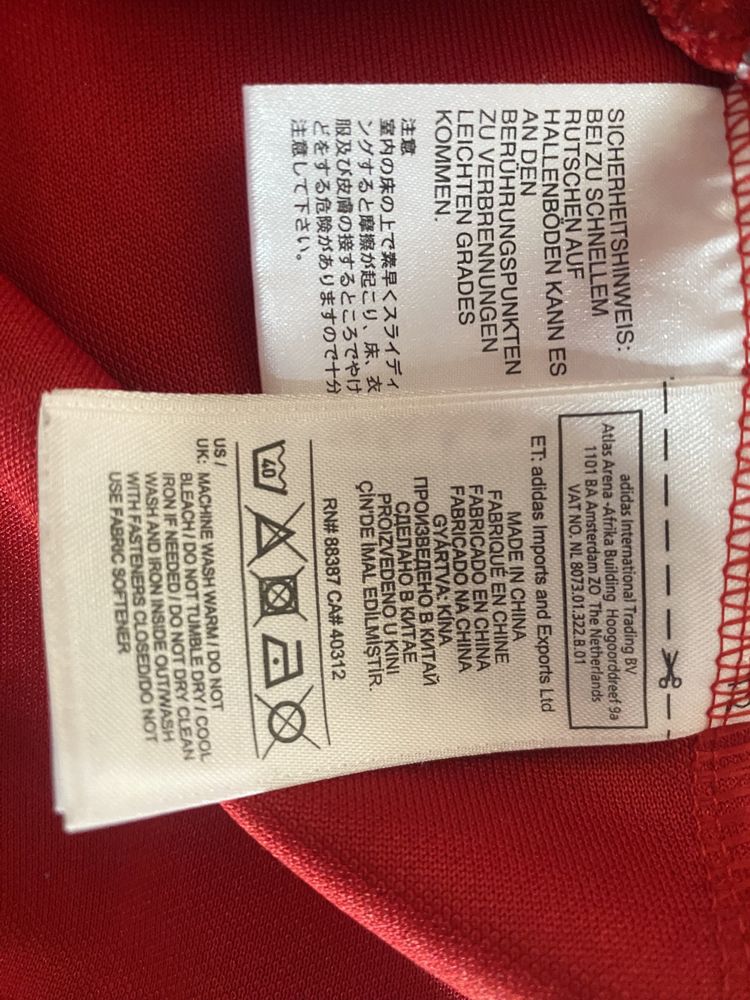 SICHERHEITSHINWEIS:
BEI ZU SCHNELLEM
RUTSCHEN AUF
HALLENBÖDEN KANN ES
AN DEN
BERÜHRUNGSPUNKTEN
ZU VERBRENNUNGEN
LEICHTEN GRADES
KOMMEN.
注意
室内の床の上で素早くスライディ
ングすると摩擦が起こり、床、衣
服及び皮膚の接するところでやけ
どをする危険がありますので十分
注意して下さい。
adidas International Trading BV
Atlas Arena -Afrika Building Hoogoorddreef 9a
1101 BA Amsterdam ZO The Netherlands
VAT NO. NL 8073.01.322.B.01
ET: adidas Imports and Exports Ltd
MADE IN CHINA
FABRIQUÉ EN CHINE
FABRICADO EN CHINA
FABRICADO NA CHINA
GYÁRTVA: KÍNA
ПРОИЗВЕДЕНО В КИТАЙ
СДЕЛАНО В КИТАЕ
PROIZVEDENO U KINI
ÇİN'DE İMAL EDİLMİŞTİR.
RN# 88387 CA# 40312
40
US /
UK: MACHINE WASH WARM / DO NOT
BLEACH / DO NOT TUMBLE DRY / COOL
IRON IF NEEDED / DO NOT DRY CLEAN
WASH AND IRON INSIDE OUT/WASH
WITH FASTENERS CLOSED/DO NOT
USE FABRIC SOFTENER